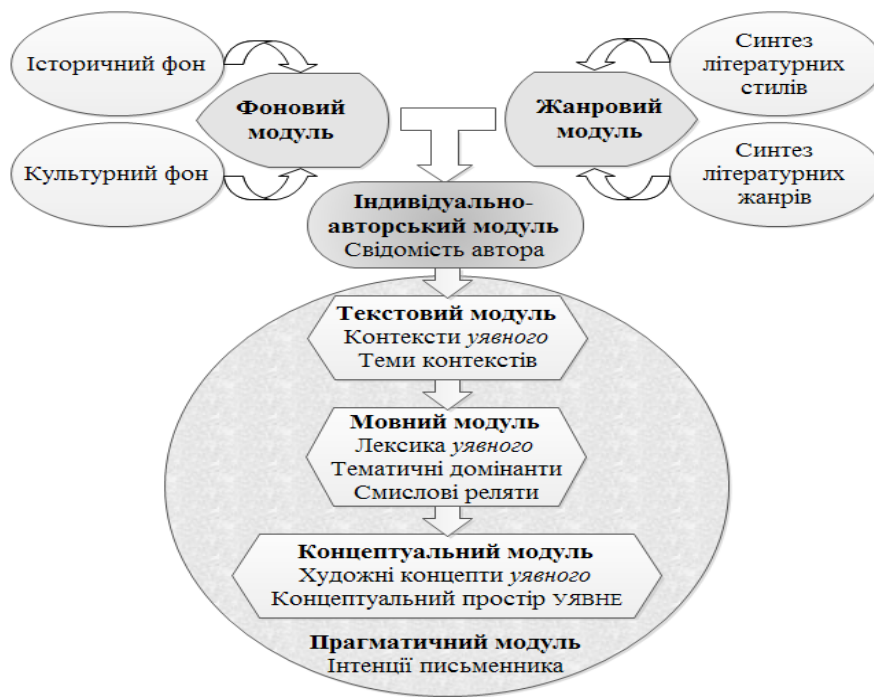 Історичний фон
Культурний фон
Фоновий
модуль
Жанровий
модуль
Синтез
літературних
стилів
Синтез
літературних
жанрів
Індивідуально-
авторський модуль
Свідомість автора
Текстовий модуль
Контексти уявного
Теми контекстів
Мовний модуль
Лексика уявного
Тематичні домінанти
Смислові реляти
Концептуальний модуль
Художні концепти уявного
Концептуальний простір УЯВНЕ
Прагматичний модуль
Інтенції письменника